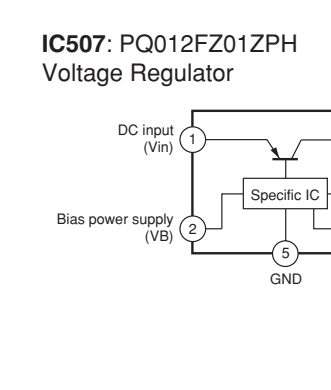 IC507: PQ012FZ01ZPH
Voltage Regulator
DC input
(Vin)
1
Specific IC
Bias power supply
(VB)
2
5
GND